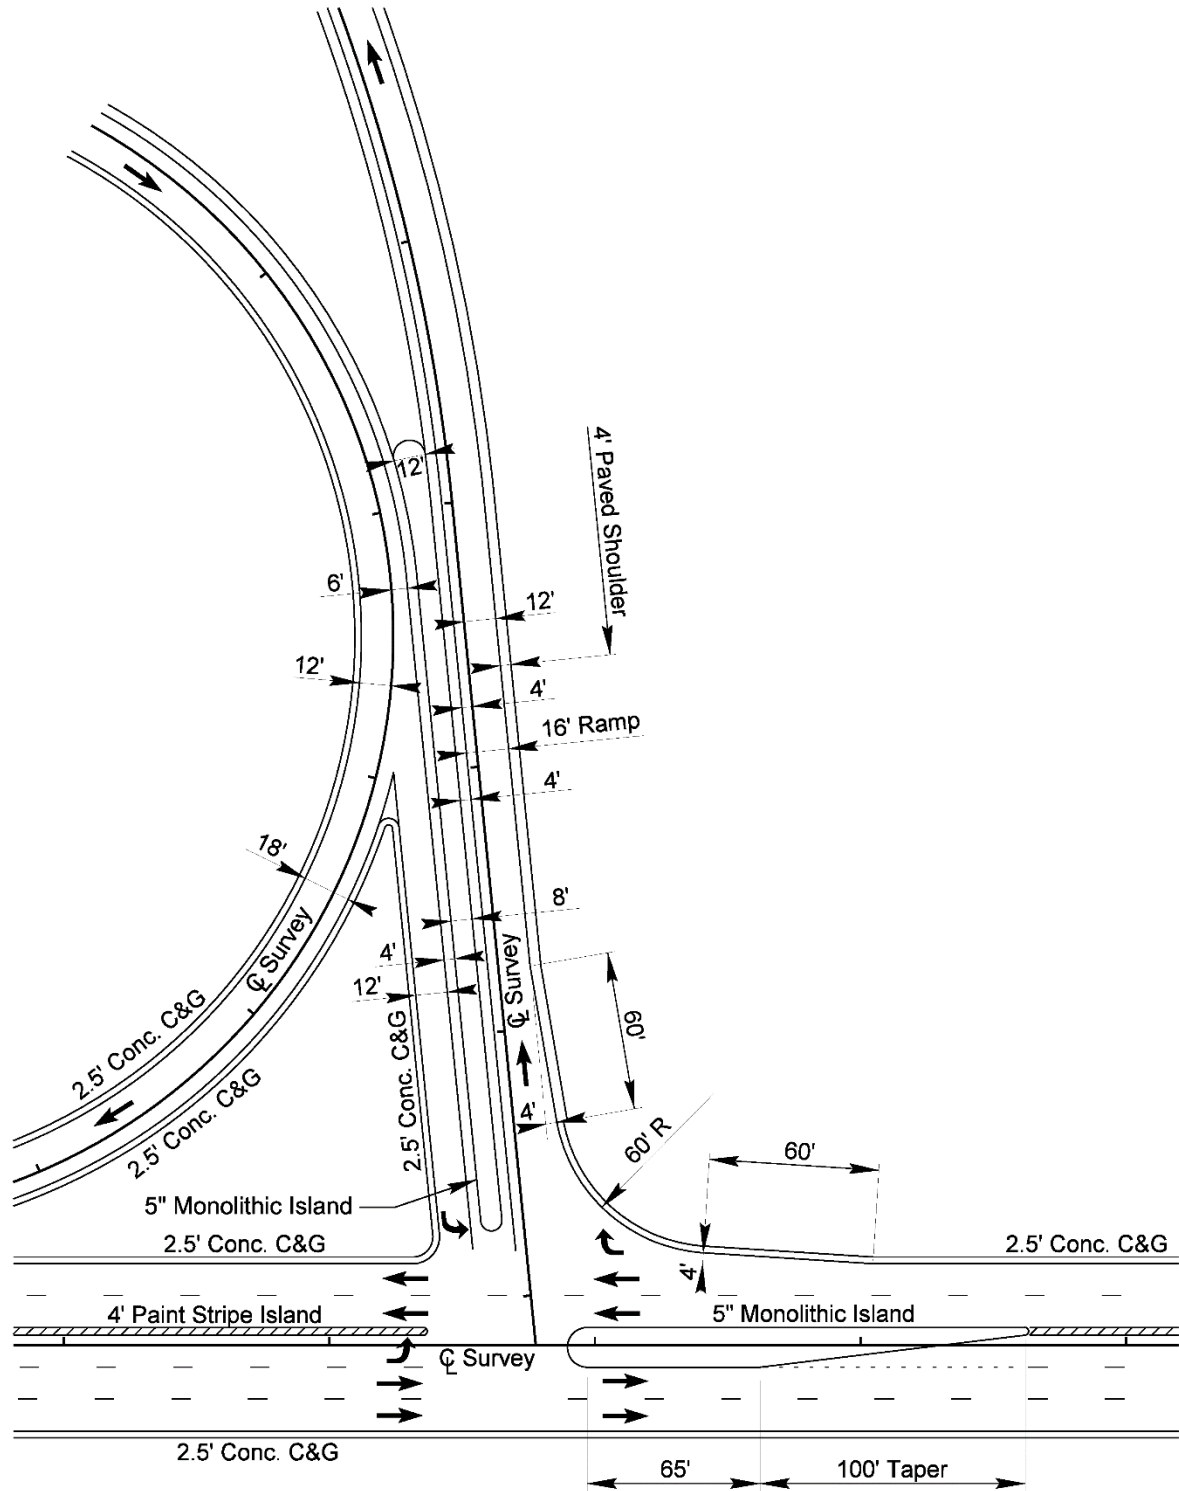 12'
4' Paved Shoulder
6'
12'
12'
4'
16' Ramp
4'
18'
8'
4'
12'
℄ Survey
℄ Survey
2.5' Conc. C&G
2.5' Conc. C&G
2.5' Conc. C&G
60'
4'
60' R
60'
5" Monolithic Island
2.5' Conc. C&G
2.5' Conc. C&G
4'
4' Paint Stripe Island
5" Monolithic Island
℄ Survey
2.5' Conc. C&G
65'
100' Taper